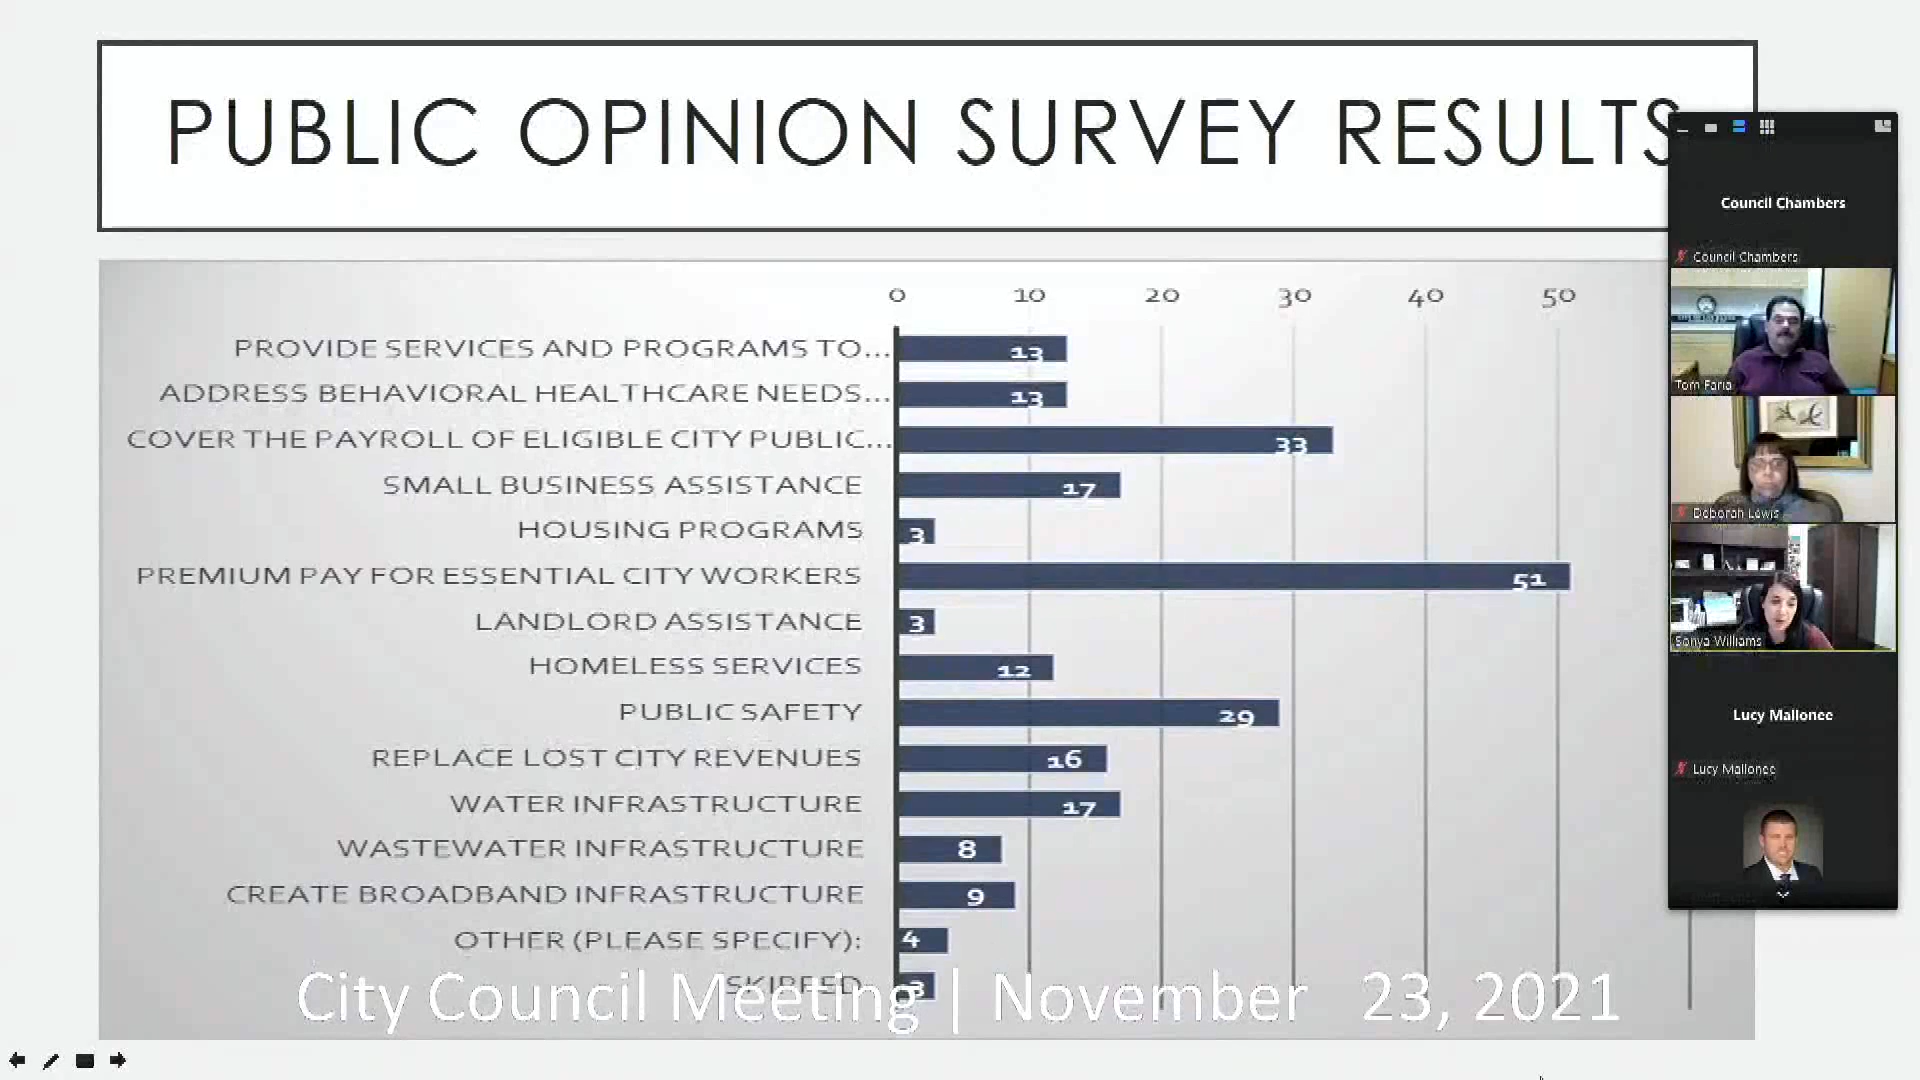 PUBLIC OPINION SURVEY RESULTS
0 10 20 30 40 50
PROVIDE SERVICES AND PROGRAMS TO... 13
ADDRESS BEHAVIORAL HEALTHCARE NEEDS... 13
COVER THE PAYROLL OF ELIGIBLE CITY PUBLIC... 33
SMALL BUSINESS ASSISTANCE 17
HOUSING PROGRAMS 3
PREMIUM PAY FOR ESSENTIAL CITY WORKERS 51
LANDLORD ASSISTANCE 3
HOMELESS SERVICES 12
PUBLIC SAFETY 29
REPLACE LOST CITY REVENUES 16
WATER INFRASTRUCTURE 17
WASTEWATER INFRASTRUCTURE 8
CREATE BROADBAND INFRASTRUCTURE 9
OTHER (PLEASE SPECIFY): 4
SKIPPED 3
City Council Meeting | November 23, 2021
Council Chambers
Council Chambers
Tom Faria
Deborah Lewis
Sonya Williams
Lucy Mallonee
Lucy Mallonee